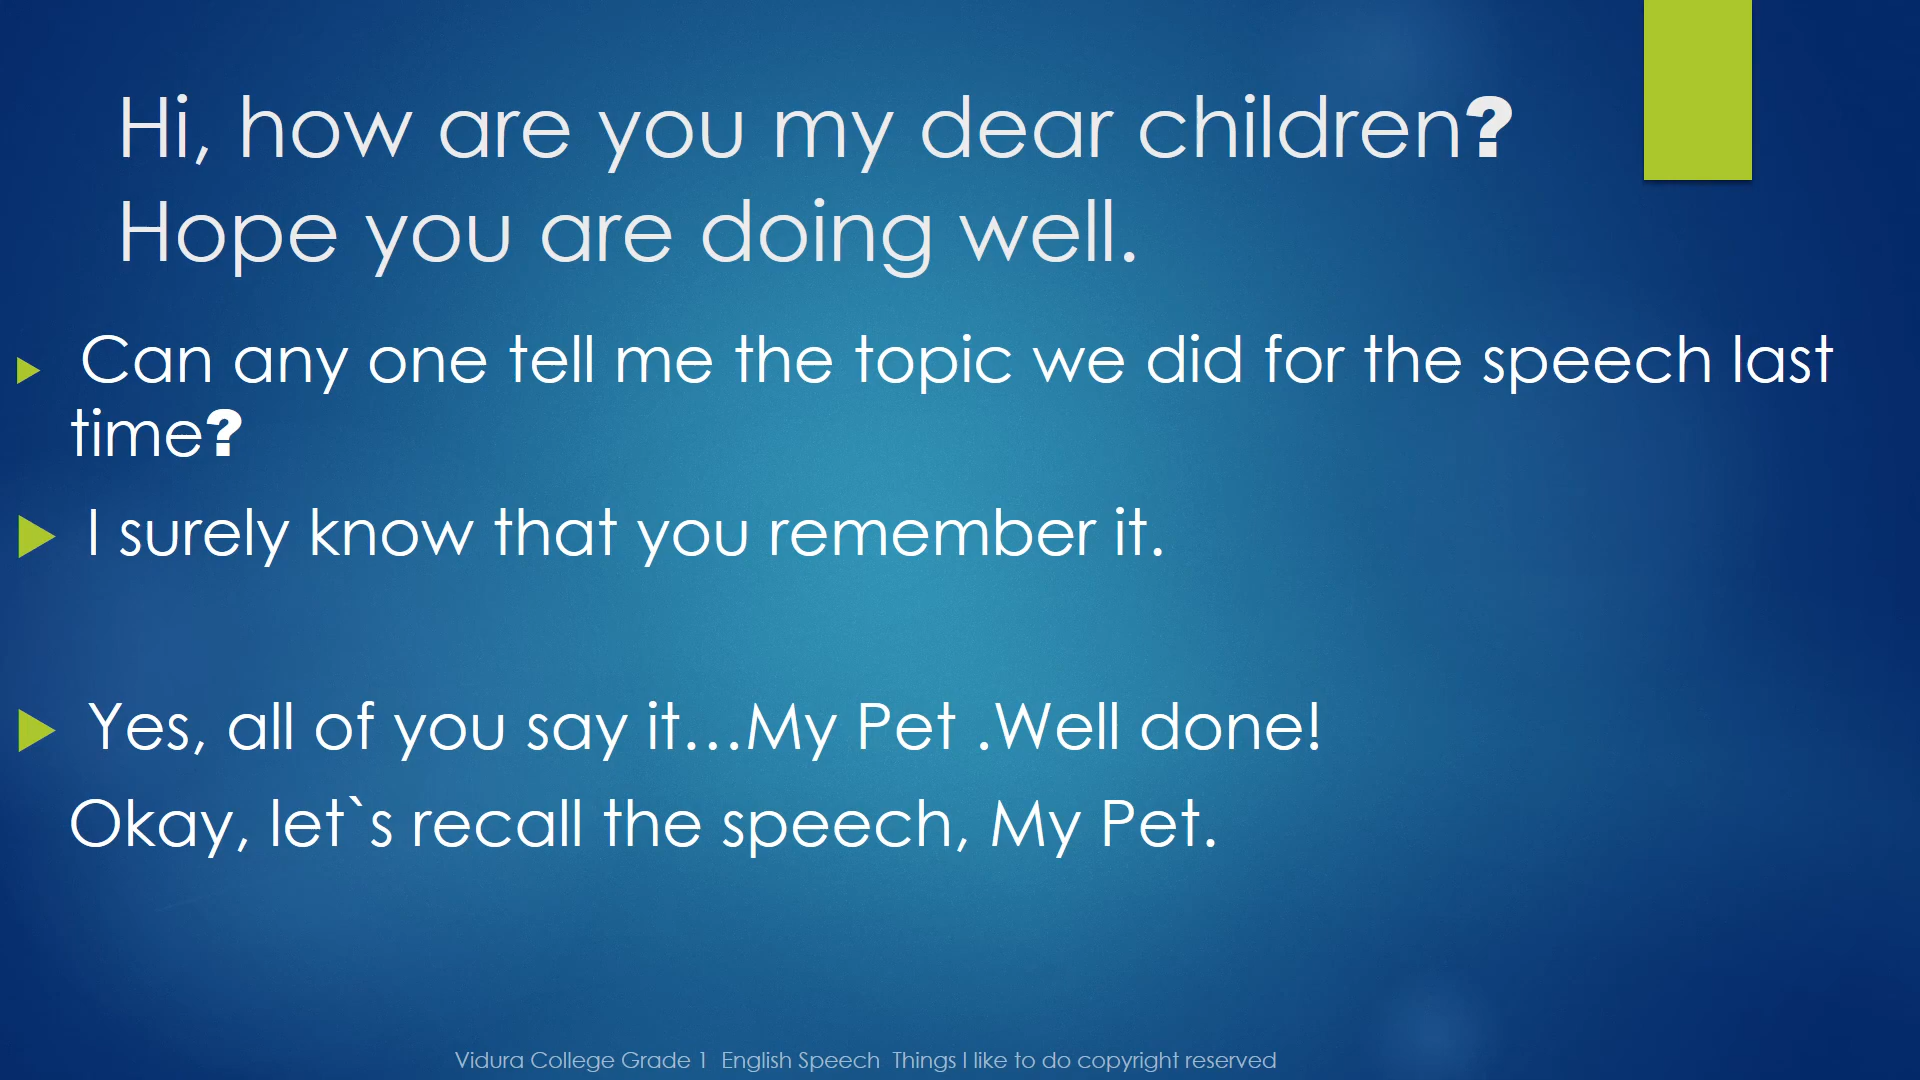 Hi, how are you my dear children?
Hope you are doing well.
Can any one tell me the topic we did for the speech last
time?
I surely know that you remember it.
Yes, all of you say it...My Pet .Well done!
Okay, let`s recall the speech, My Pet.
Vidura College Grade 1 English Speech Things I like to do copyright reserved